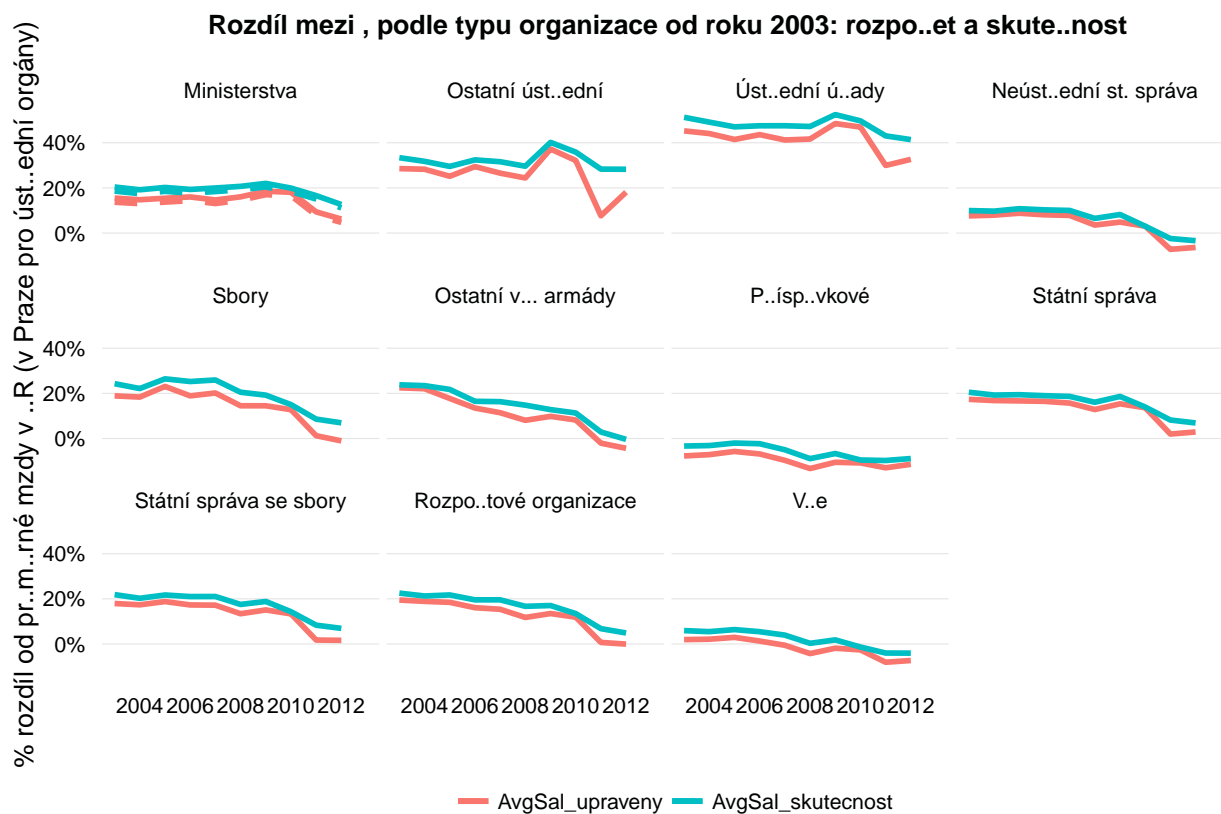 Rozdíl mezi , podle typu organizace od roku 2003: rozpo..et a skute..nost
% rozdíl od pr..m..rné mzdy v ..R (v Praze pro úst..ední orgány)
Ministerstva
Ostatní úst..ední
Úst..ední ú..ady
Neúst..ední st. správa
40%
20%
0%
Sbory
Ostatní v... armády
P..ísp..vkové
Státní správa
40%
20%
0%
Státní správa se sbory
Rozpo..tové organizace
V..e
40%
20%
0%
2004 2006 2008 2010 2012
2004 2006 2008 2010 2012
2004 2006 2008 2010 2012
AvgSal_upraveny
AvgSal_skutecnost